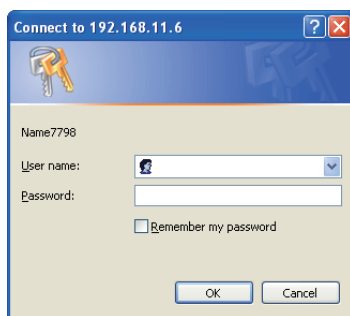 Connect to 192.168.11.6
Name7798
User name:
Password:
Remember my password
OK
Cancel